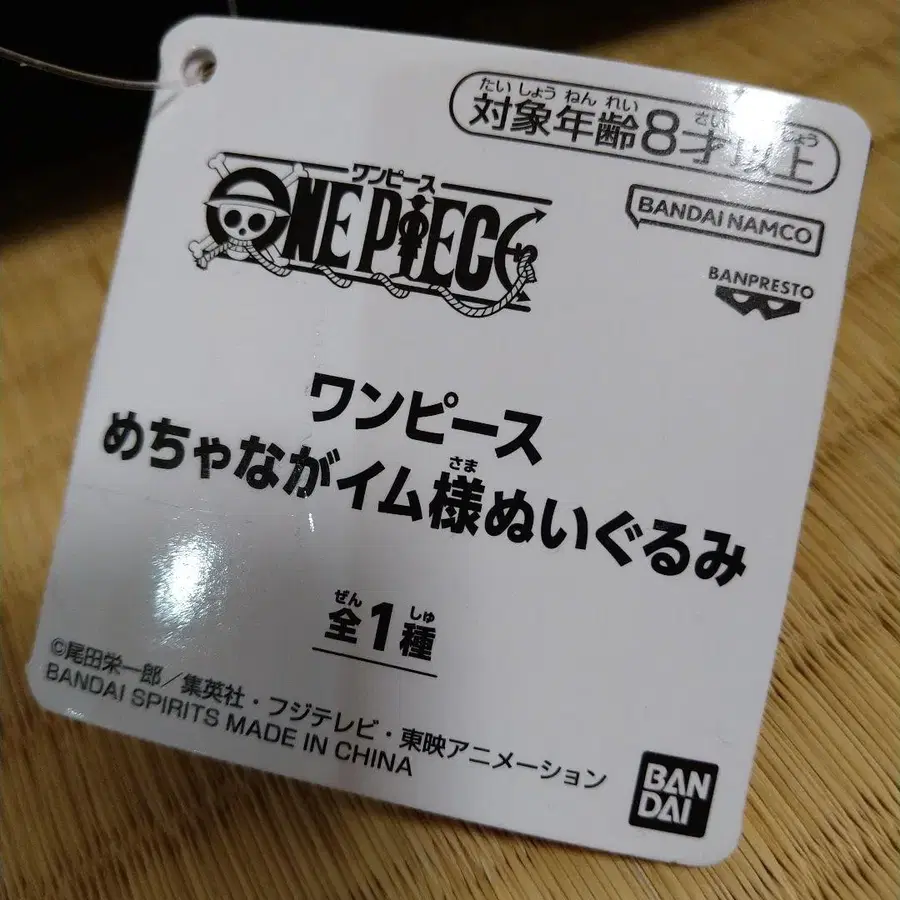 たいしょうねんれい さいいじょう
対象年齢8才以上
ワンピース
ONE PIECE
BANDAI NAMCO
BANPRESTO
ワンピース
さま
めちゃながイム様ぬいぐるみ
ぜん しゅ
全1種
©尾田栄一郎/集英社・フジテレビ・東映アニメーション
BANDAI SPIRITS MADE IN CHINA
BAN
DAI